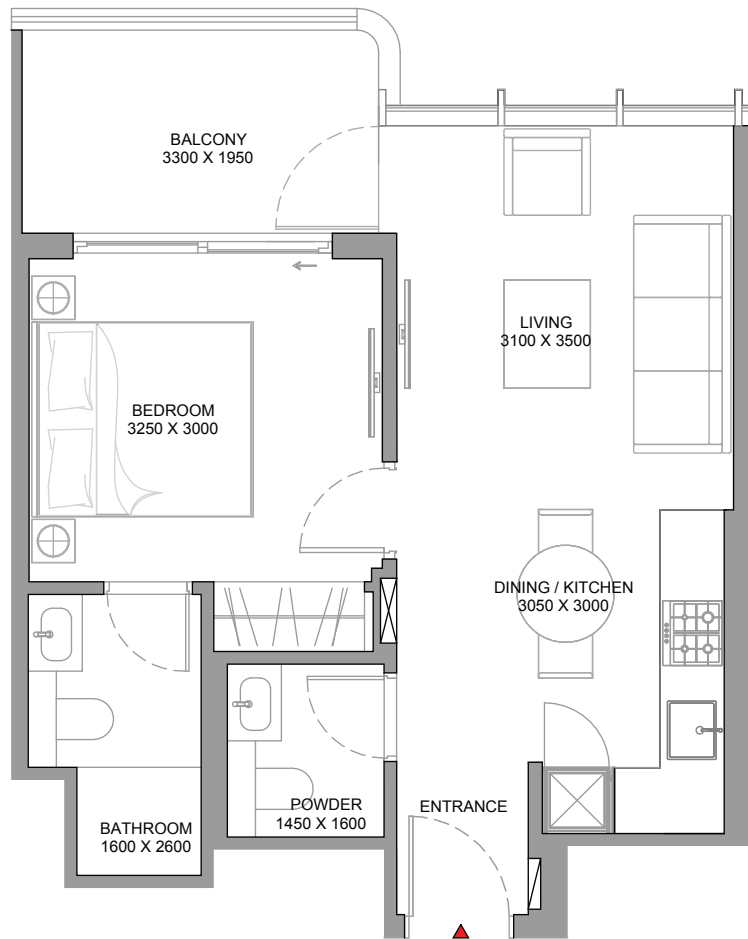 BALCONY
3300 X 1950
LIVING
3100 X 3500
BEDROOM
3250 X 3000
DINING / KITCHEN
3050 X 3000
POWDER
1450 X 1600
ENTRANCE
BATHROOM
1600 X 2600